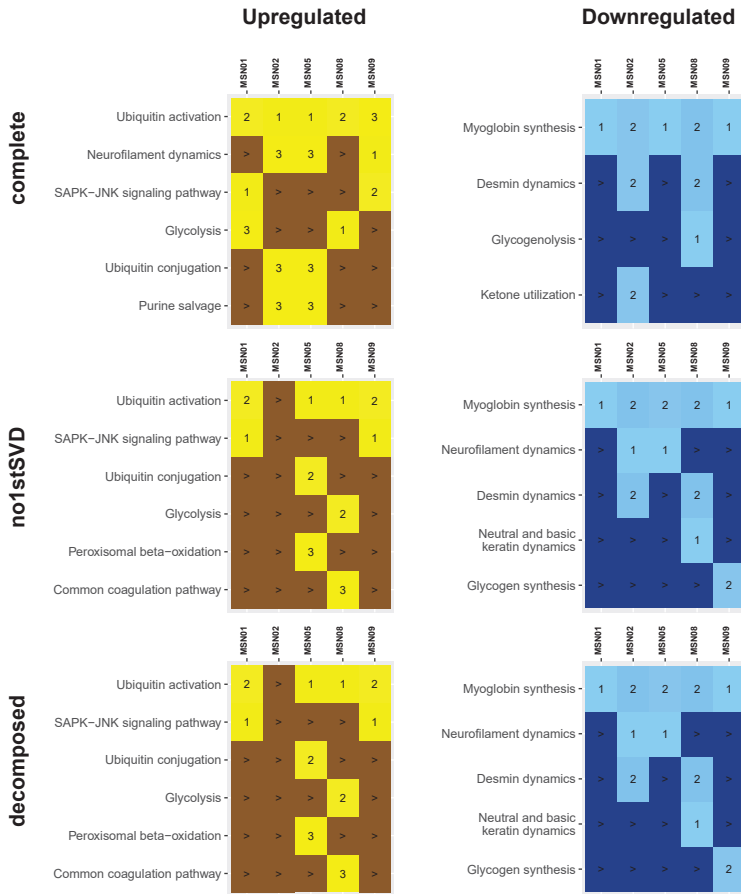 Upregulated
Downregulated
complete
MSN01 MSN02 MSN05 MSN08 MSN09
Ubiquitin activation 2 1 1 2 3
Neurofilament dynamics > 3 3 > 1
SAPK−JNK signaling pathway 1 > > > 2
Glycolysis 3 > > 1 >
Ubiquitin conjugation > 3 3 > >
Purine salvage > 3 3 > >
MSN01 MSN02 MSN05 MSN08 MSN09
Myoglobin synthesis 1 2 1 2 1
Desmin dynamics > 2 > 2 >
Glycogenolysis > > > 1 >
Ketone utilization > 2 > > >
no1stSVD
MSN01 MSN02 MSN05 MSN08 MSN09
Ubiquitin activation 2 > 1 1 2
SAPK−JNK signaling pathway 1 > > > 1
Ubiquitin conjugation > > 2 > >
Glycolysis > > > 2 >
Peroxisomal beta−oxidation > > 3 > >
Common coagulation pathway > > > 3 >
MSN01 MSN02 MSN05 MSN08 MSN09
Myoglobin synthesis 1 2 2 2 1
Neurofilament dynamics > 1 1 > >
Desmin dynamics > 2 > 2 >
Neutral and basic
keratin dynamics > > > 1 >
Glycogen synthesis > > > > 2
decomposed
MSN01 MSN02 MSN05 MSN08 MSN09
Ubiquitin activation 2 > 1 1 2
SAPK−JNK signaling pathway 1 > > > 1
Ubiquitin conjugation > > 2 > >
Glycolysis > > > 2 >
Peroxisomal beta−oxidation > > 3 > >
Common coagulation pathway > > > 3 >
MSN01 MSN02 MSN05 MSN08 MSN09
Myoglobin synthesis 1 2 2 2 1
Neurofilament dynamics > 1 1 > >
Desmin dynamics > 2 > 2 >
Neutral and basic
keratin dynamics > > > 1 >
Glycogen synthesis > > > > 2